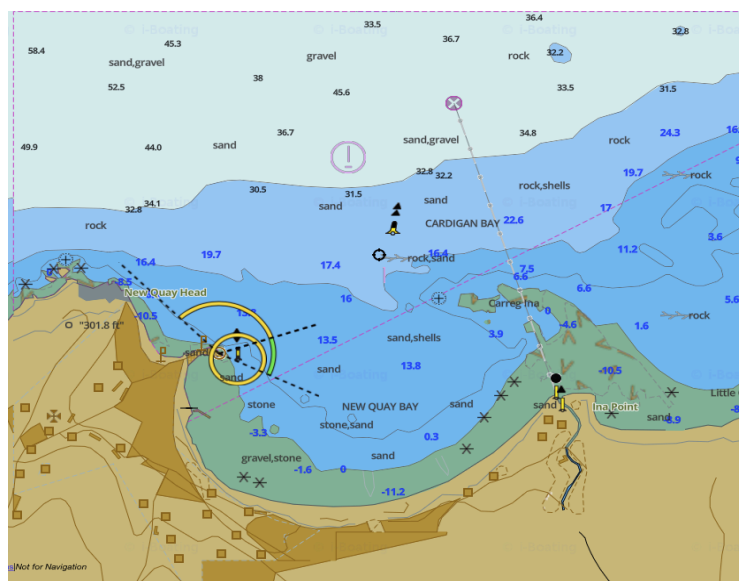 © i-Boating
© i-Boating
© i-Boating
33.5
36.4
32.8
58.4
45.3
36.7
sand,gravel
gravel
rock
32.2
52.5
38
45.6
33.5
31.5
49.9
44.0
sand
36.7
sand,gravel
34.8
rock
24.3
16.
30.5
31.5
32.8
32.2
rock,shells
19.7
rock
32.8
34.1
sand
sand
17
rock
CARDIGAN BAY
22.6
3.6
16.4
19.7
17.4
rock,sand
16.4
11.2
7.5
6.6
-8.5
New Quay Head
16
Carreg Ina
6.6
5.6
-10.5
0
"301.8 ft"
13.5
sand,shells
3.9
-4.6
1.6
rock
sand
sand
sand
13.8
-10.5
stone
NEW QUAY BAY
sand
sand
Ina Point
sand
-8.9
Little
-3.3
stone,sand
0.3
gravel,stone
-1.6
0
sand
-11.2
Not for Navigation